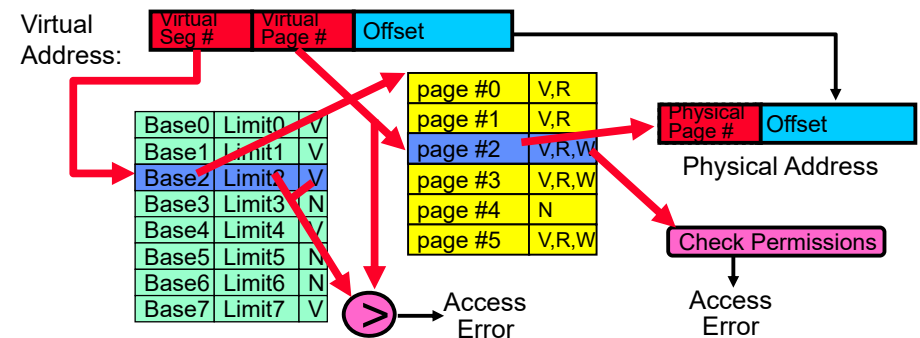 Virtual
Address:
Virtual
Seg #
Virtual
Page #
Offset
Base0 Limit0 V
Base1 Limit1 V
Base2 Limit2 V
Base3 Limit3 N
Base4 Limit4 V
Base5 Limit5 N
Base6 Limit6 N
Base7 Limit7 V
page #0 V,R
page #1 V,R
page #2 V,R,W
page #3 V,R,W
page #4 N
page #5 V,R,W
Physical
Page #
Offset
Physical Address
Check Permissions
Access
Error
>
Access
Error